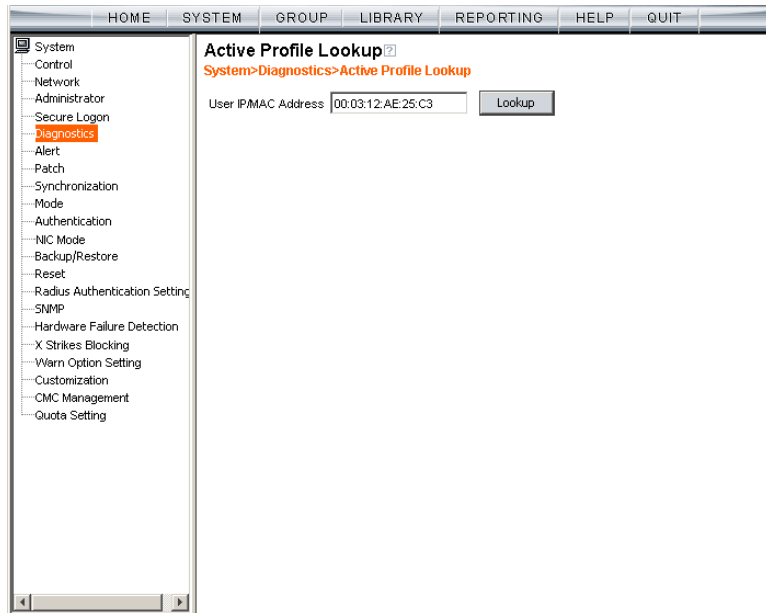 HOME SYSTEM GROUP LIBRARY REPORTING HELP QUIT
System
Control
Network
Administrator
Secure Logon
Diagnostics
Alert
Patch
Synchronization
Mode
Authentication
NIC Mode
Backup/Restore
Reset
Radius Authentication Setting
SNMP
Hardware Failure Detection
X Strikes Blocking
Warn Option Setting
Customization
CMC Management
Quota Setting
Active Profile Lookup ?
System>Diagnostics>Active Profile Lookup
User IP/MAC Address 00:03:12:AE:25:C3 Lookup